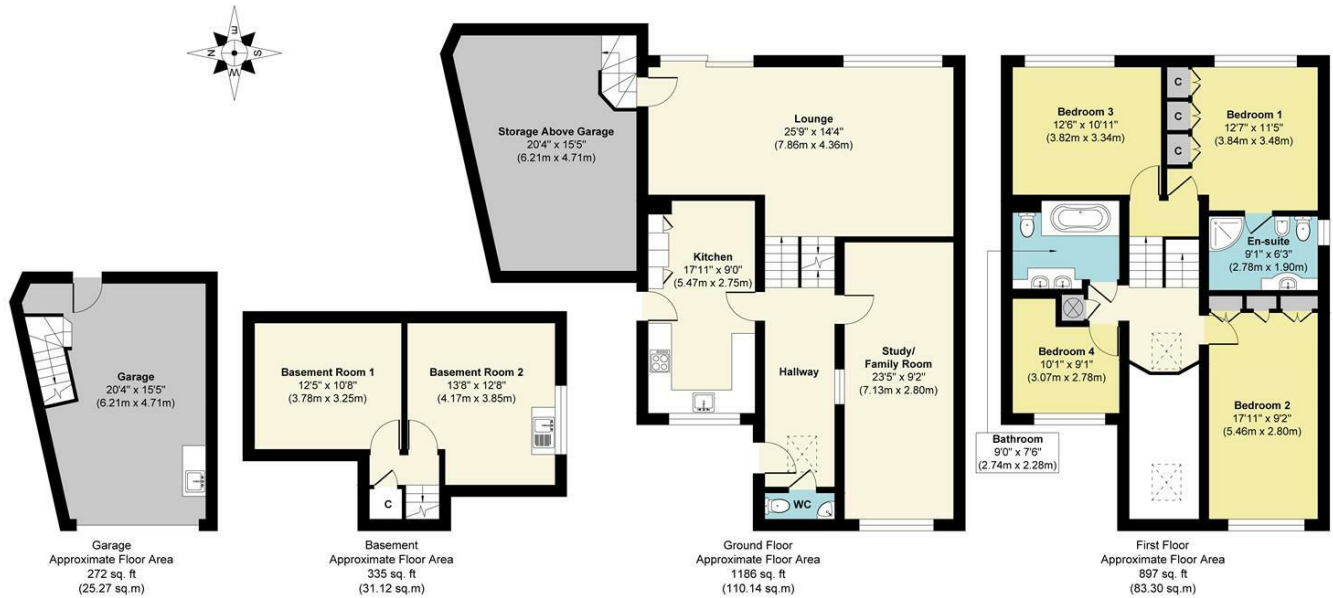 E
N
S
W
Storage Above Garage
20'4" x 15'5"
(6.21m x 4.71m)
Lounge
25'9" x 14'4"
(7.86m x 4.36m)
Kitchen
17'11" x 9'0"
(5.47m x 2.75m)
Hallway
Study/
Family Room
23'5" x 9'2"
(7.13m x 2.80m)
WC
Garage
20'4" x 15'5"
(6.21m x 4.71m)
Basement Room 1
12'5" x 10'8"
(3.78m x 3.25m)
Basement Room 2
13'8" x 12'8"
(4.17m x 3.85m)
C
Bedroom 3
12'6" x 10'11"
(3.82m x 3.34m)
C
C
C
Bedroom 1
12'7" x 11'5"
(3.84m x 3.48m)
En-suite
9'1" x 6'3"
(2.78m x 1.90m)
Bedroom 4
10'1" x 9'1"
(3.07m x 2.78m)
Bedroom 2
17'11" x 9'2"
(5.46m x 2.80m)
Bathroom
9'0" x 7'6"
(2.74m x 2.28m)
Garage
Approximate Floor Area
272 sq. ft
(25.27 sq.m)
Basement
Approximate Floor Area
335 sq. ft
(31.12 sq.m)
Ground Floor
Approximate Floor Area
1186 sq. ft
(110.14 sq.m)
First Floor
Approximate Floor Area
897 sq. ft
(83.30 sq.m)